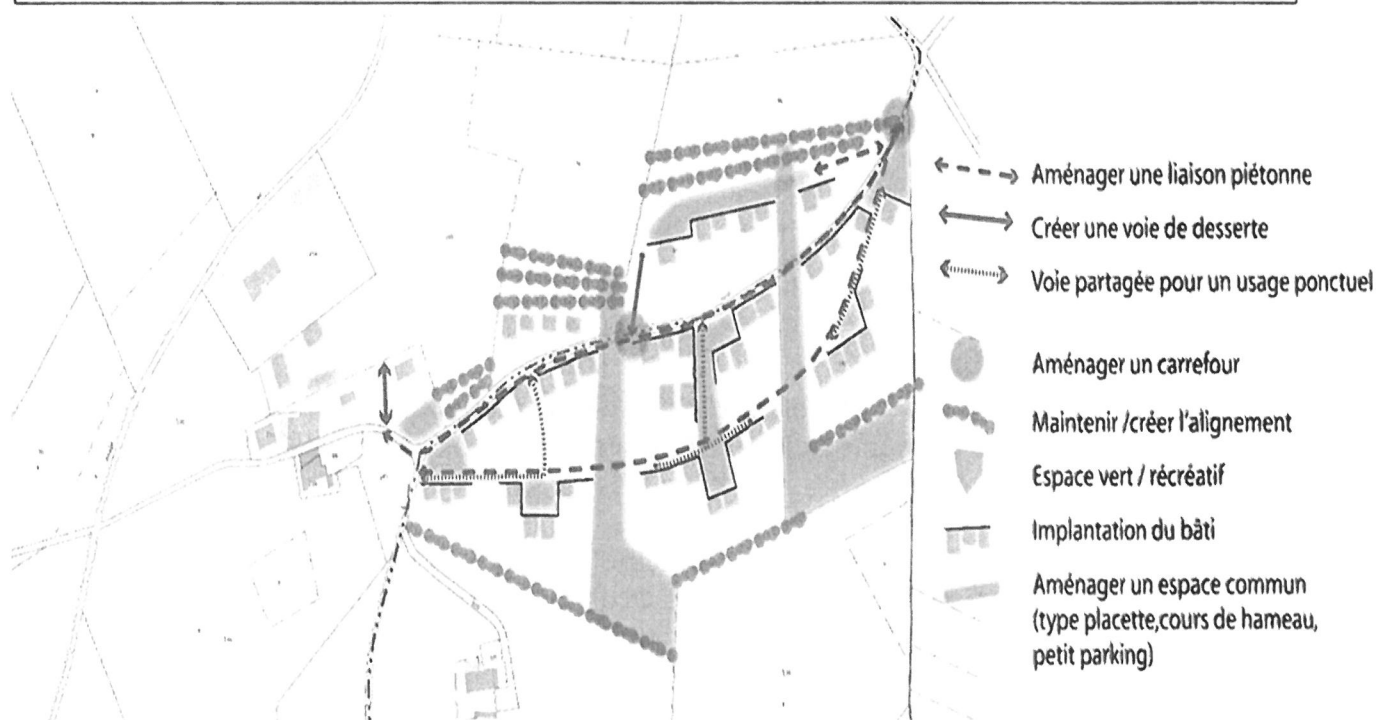 Aménager une liaison piétonne
Créer une voie de desserte
Voie partagée pour un usage ponctuel
Aménager un carrefour
Maintenir /créer l'alignement
Espace vert / récréatif
Implantation du bâti
Aménager un espace commun
(type placette,cours de hameau,
petit parking)